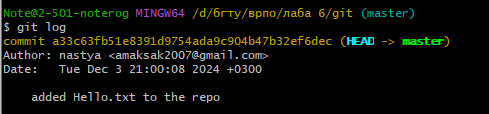 Note@2-501-noterog MINGW64 /d/бгту/врпо/лаба 6/git (master)
$ git log
commit a33c63fb51e8391d9754ada9c904b47b32ef6dec (HEAD -> master)
Author: nastya <amaksak2007@gmail.com>
Date:   Tue Dec 3 21:00:08 2024 +0300
    added Hello.txt to the repo